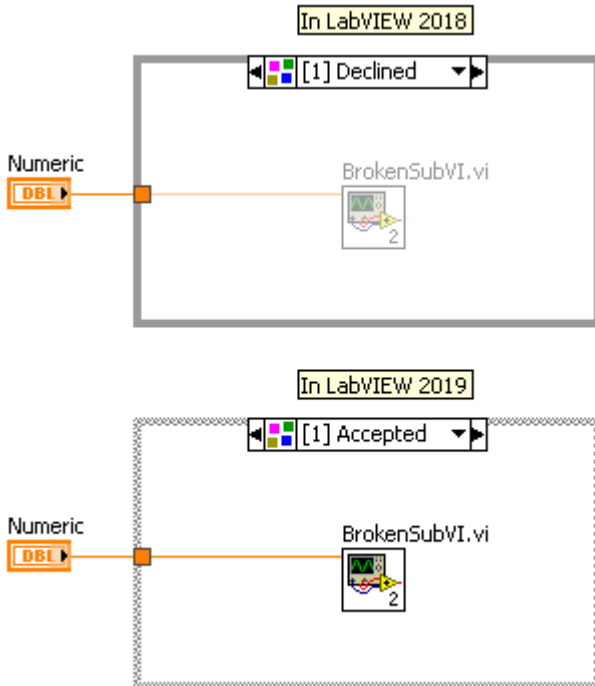 In LabVIEW 2018
[1] Declined
Numeric
DBL
BrokenSubVI.vi
2
In LabVIEW 2019
[1] Accepted
Numeric
DBL
BrokenSubVI.vi
2